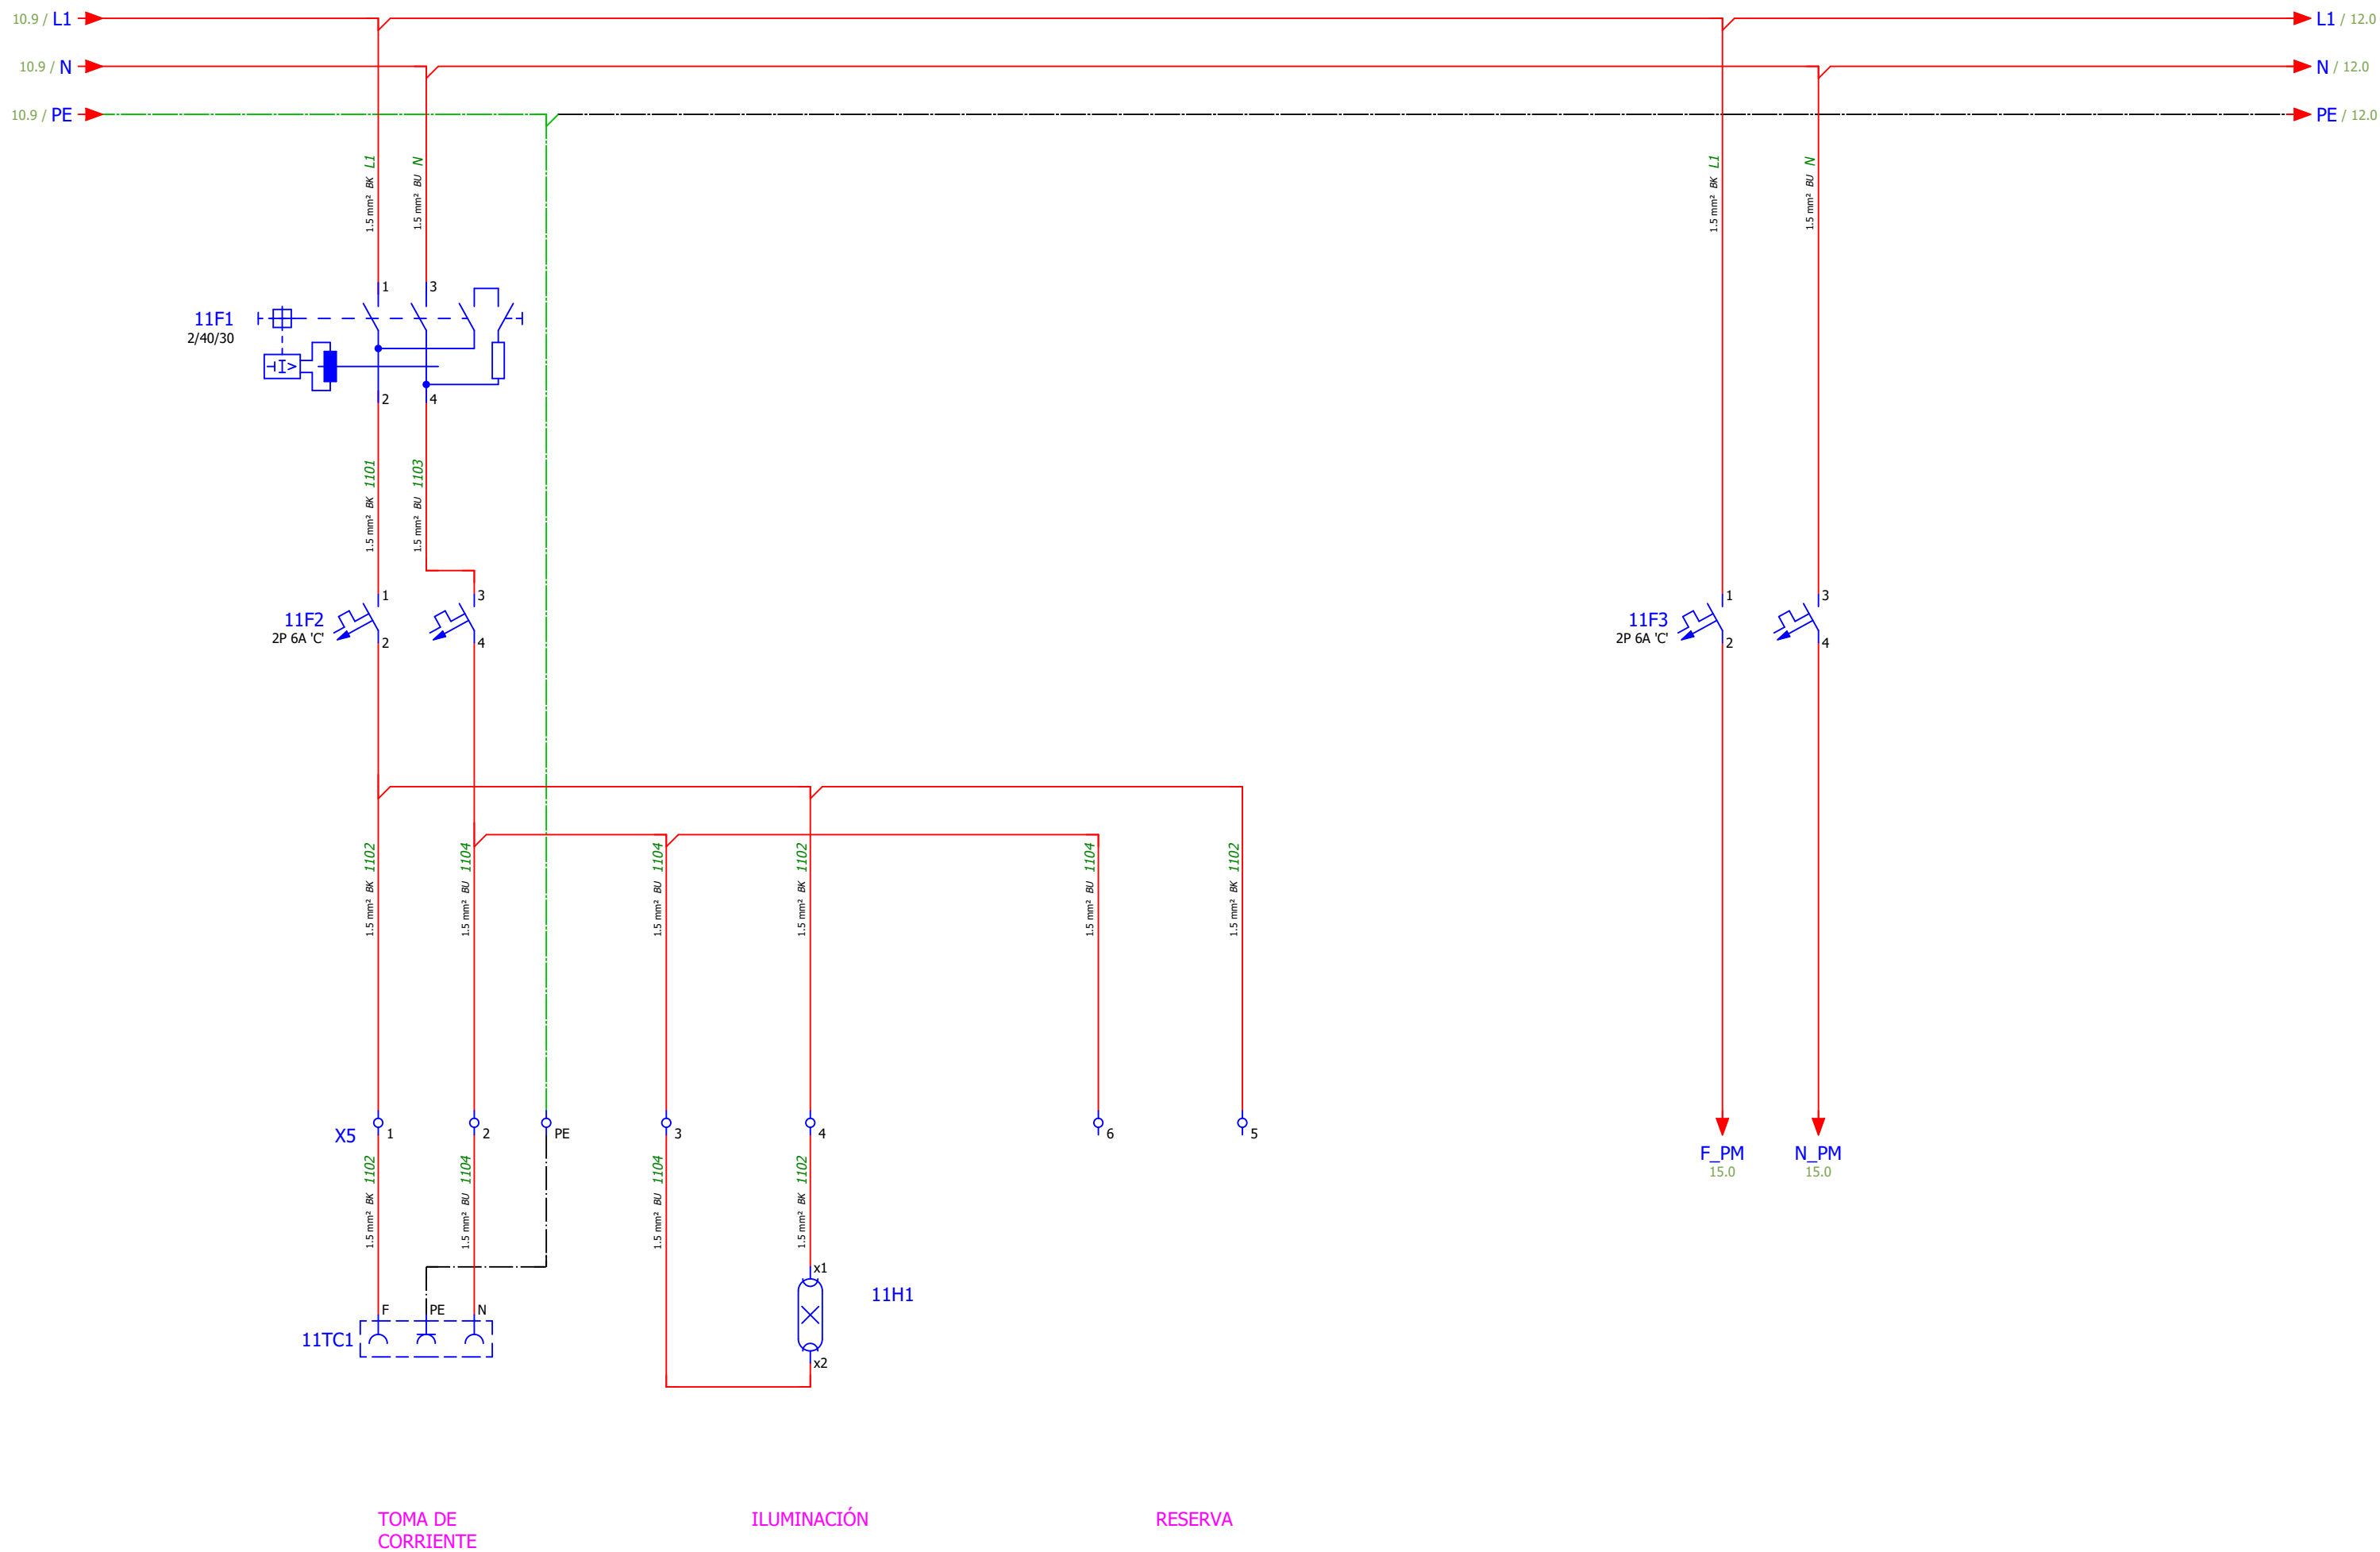 10.9 / L1
L1 / 12.0
10.9 / N
N / 12.0
10.9 / PE
PE / 12.0
1.5 mm² BK L1
1.5 mm² BU N
1.5 mm² BK L1
1.5 mm² BU N
1
3
11F1
2/40/30
I>
2
4
1.5 mm² BK 1101
1.5 mm² BU 1103
1
3
11F2
2P 6A 'C'
2
4
1
3
11F3
2P 6A 'C'
2
4
1.5 mm² BK 1102
1.5 mm² BU 1104
1.5 mm² BU 1104
1.5 mm² BK 1102
1.5 mm² BU 1104
1.5 mm² BK 1102
X5
1
2
PE
3
4
6
5
F_PM
15.0
N_PM
15.0
1.5 mm² BK 1102
1.5 mm² BU 1104
1.5 mm² BU 1104
1.5 mm² BK 1102
x1
11H1
x2
F
PE
N
11TC1
TOMA DE
CORRIENTE
ILUMINACIÓN
RESERVA